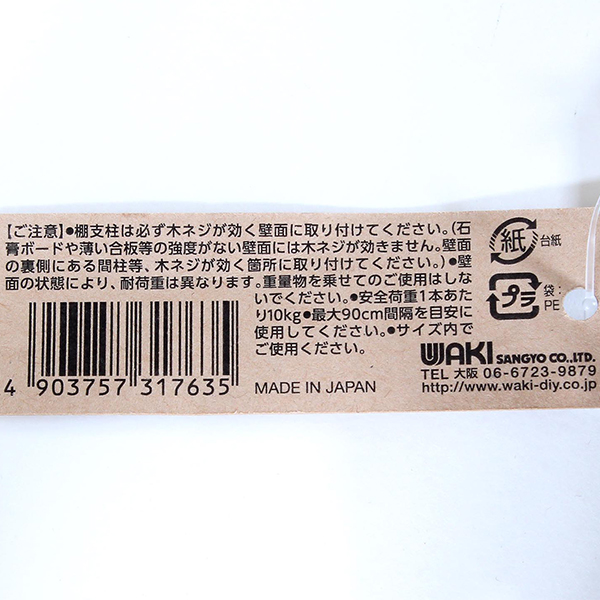 【ご注意】●棚支柱は必ず木ネジが効く壁面に取り付けてください。（石
膏ボードや薄い合板等の強度がない壁面には木ネジが効きません。壁面
の裏側にある間柱等、木ネジが効く箇所に取り付けてください。）●壁
面の状態により、耐荷重は異なります。重量物を乗せてのご使用はしな
いでください。●安全荷重1本あた
り10kg●最大90cm間隔を目安に
使用してください。●サイズ内で
ご使用ください。
4 903757 317635
MADE IN JAPAN
紙 台紙
プラ 袋:
PE
WAKI SANGYO CO.,LTD.
TEL 大阪 06-6723-9879
http://www.waki-diy.co.jp